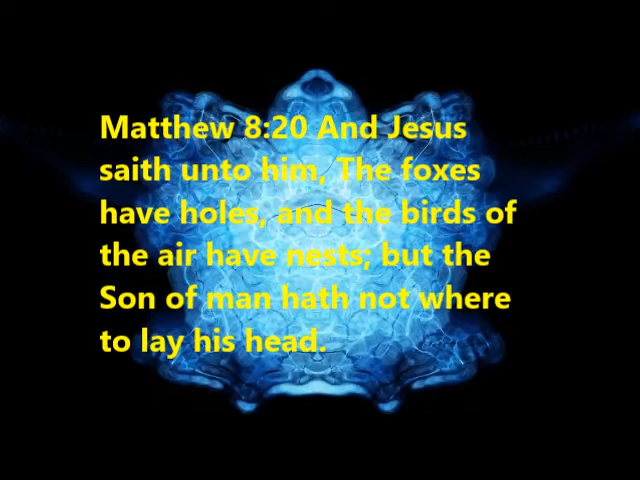 Matthew 8:20 And Jesus
saith unto him, The foxes
have holes, and the birds of
the air have nests; but the
Son of man hath not where
to lay his head.